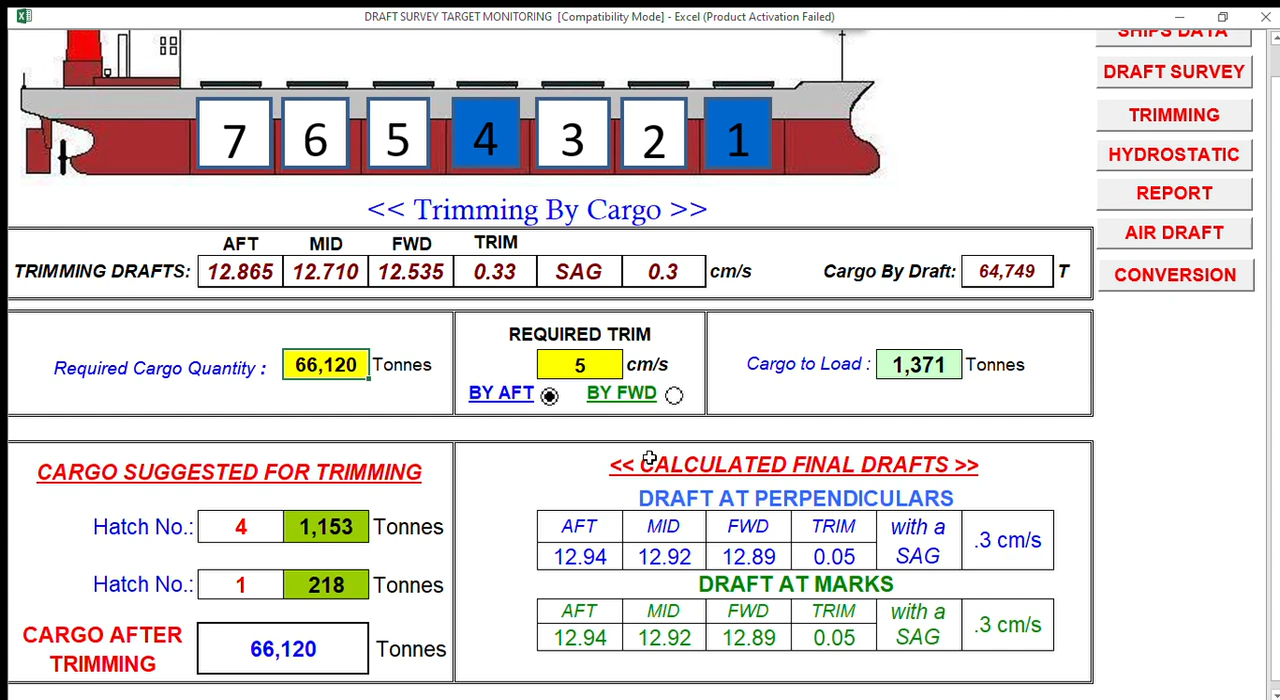 DRAFT SURVEY TARGET MONITORING [Compatibility Mode] - Excel (Product Activation Failed)
SHIPS DATA
DRAFT SURVEY
TRIMMING
HYDROSTATIC
REPORT
AIR DRAFT
CONVERSION
7 6 5 4 3 2 1
<< Trimming By Cargo >>
AFT MID FWD TRIM
TRIMMING DRAFTS: 12.865 12.710 12.535 0.33 SAG 0.3 cm/s Cargo By Draft: 64,749 T
Required Cargo Quantity : 66,120 Tonnes
REQUIRED TRIM
5 cm/s
BY AFT BY FWD
Cargo to Load : 1,371 Tonnes
CARGO SUGGESTED FOR TRIMMING
Hatch No.: 4 1,153 Tonnes
Hatch No.: 1 218 Tonnes
CARGO AFTER
TRIMMING
66,120 Tonnes
<< CALCULATED FINAL DRAFTS >>
DRAFT AT PERPENDICULARS
AFT MID FWD TRIM with a
12.94 12.92 12.89 0.05 SAG .3 cm/s
DRAFT AT MARKS
AFT MID FWD TRIM with a
12.94 12.92 12.89 0.05 SAG .3 cm/s